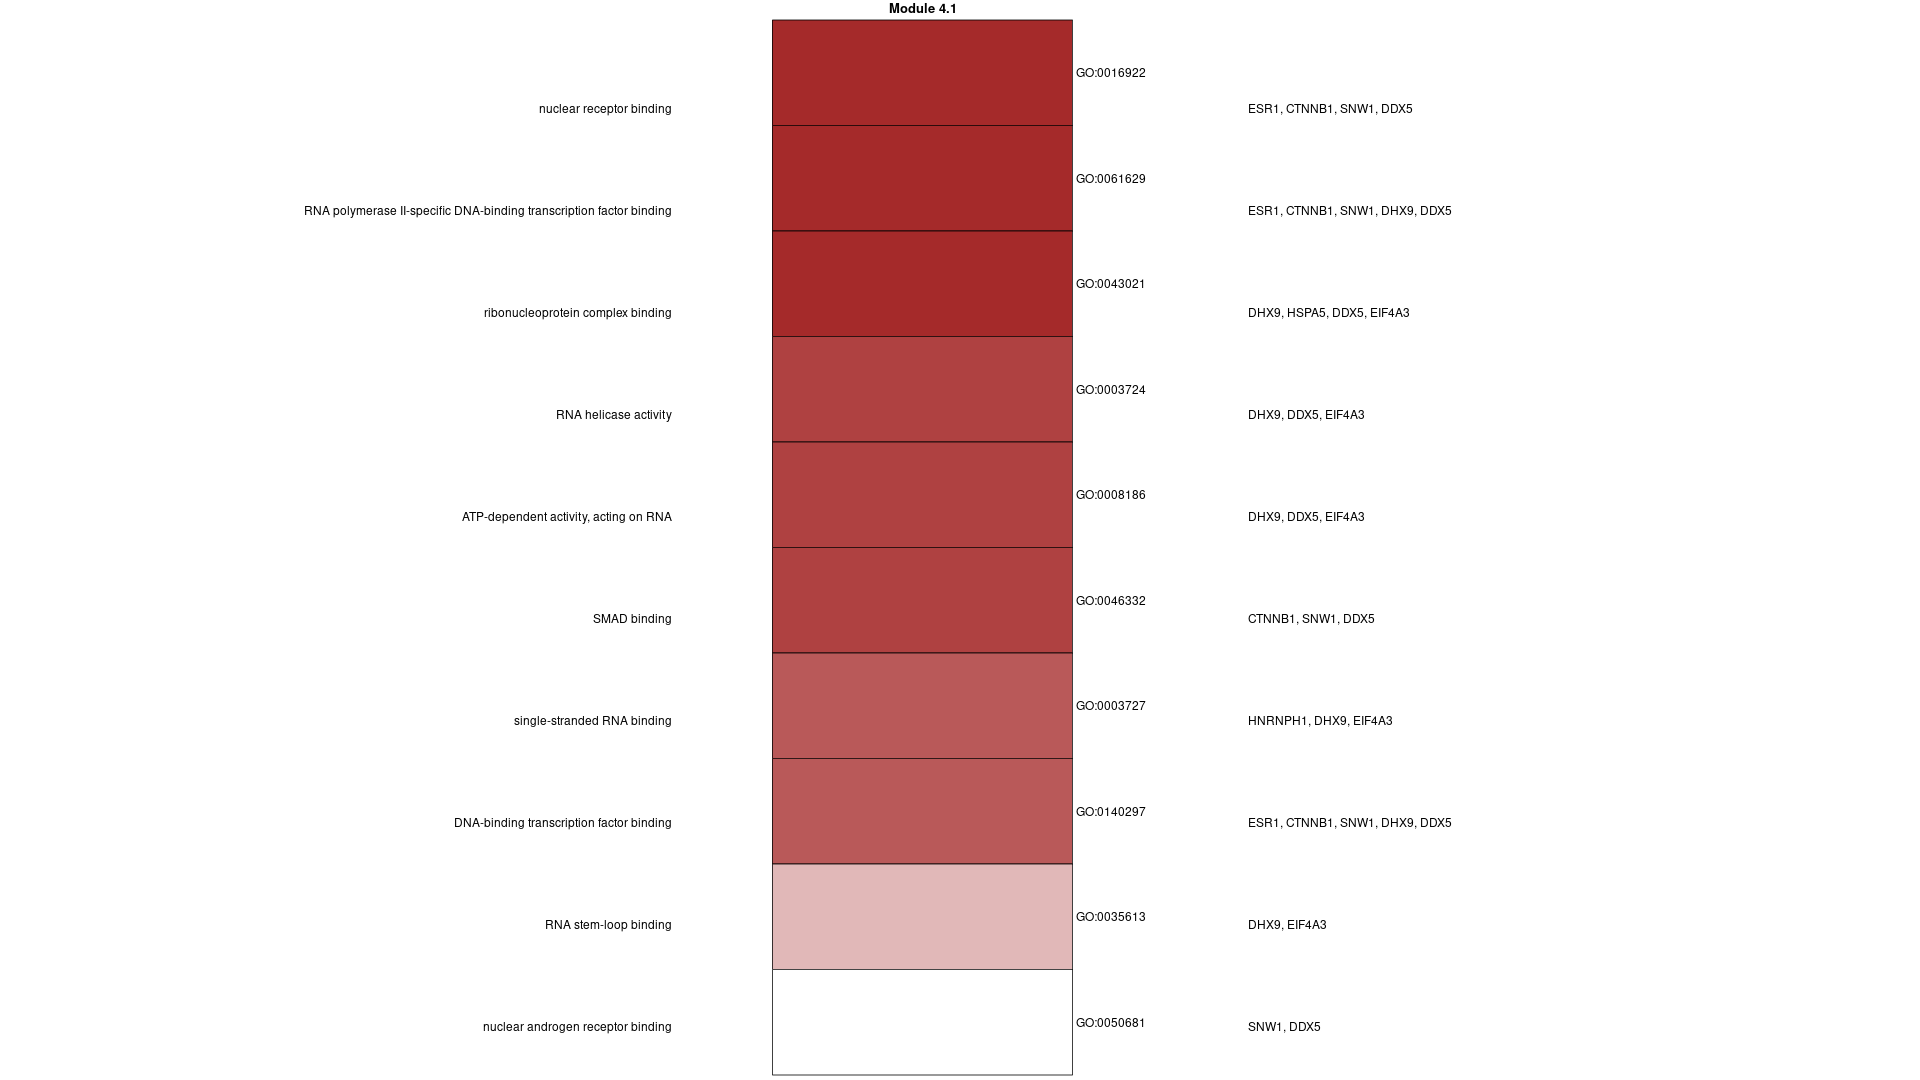 Module 4.1
GO:0016922
nuclear receptor binding ESR1, CTNNB1, SNW1, DDX5
GO:0061629
RNA polymerase II-specific DNA-binding transcription factor binding ESR1, CTNNB1, SNW1, DHX9, DDX5
GO:0043021
ribonucleoprotein complex binding DHX9, HSPA5, DDX5, EIF4A3
GO:0003724
RNA helicase activity DHX9, DDX5, EIF4A3
GO:0008186
ATP-dependent activity, acting on RNA DHX9, DDX5, EIF4A3
GO:0046332
SMAD binding CTNNB1, SNW1, DDX5
GO:0003727
single-stranded RNA binding HNRNPH1, DHX9, EIF4A3
GO:0140297
DNA-binding transcription factor binding ESR1, CTNNB1, SNW1, DHX9, DDX5
GO:0035613
RNA stem-loop binding DHX9, EIF4A3
GO:0050681
nuclear androgen receptor binding SNW1, DDX5